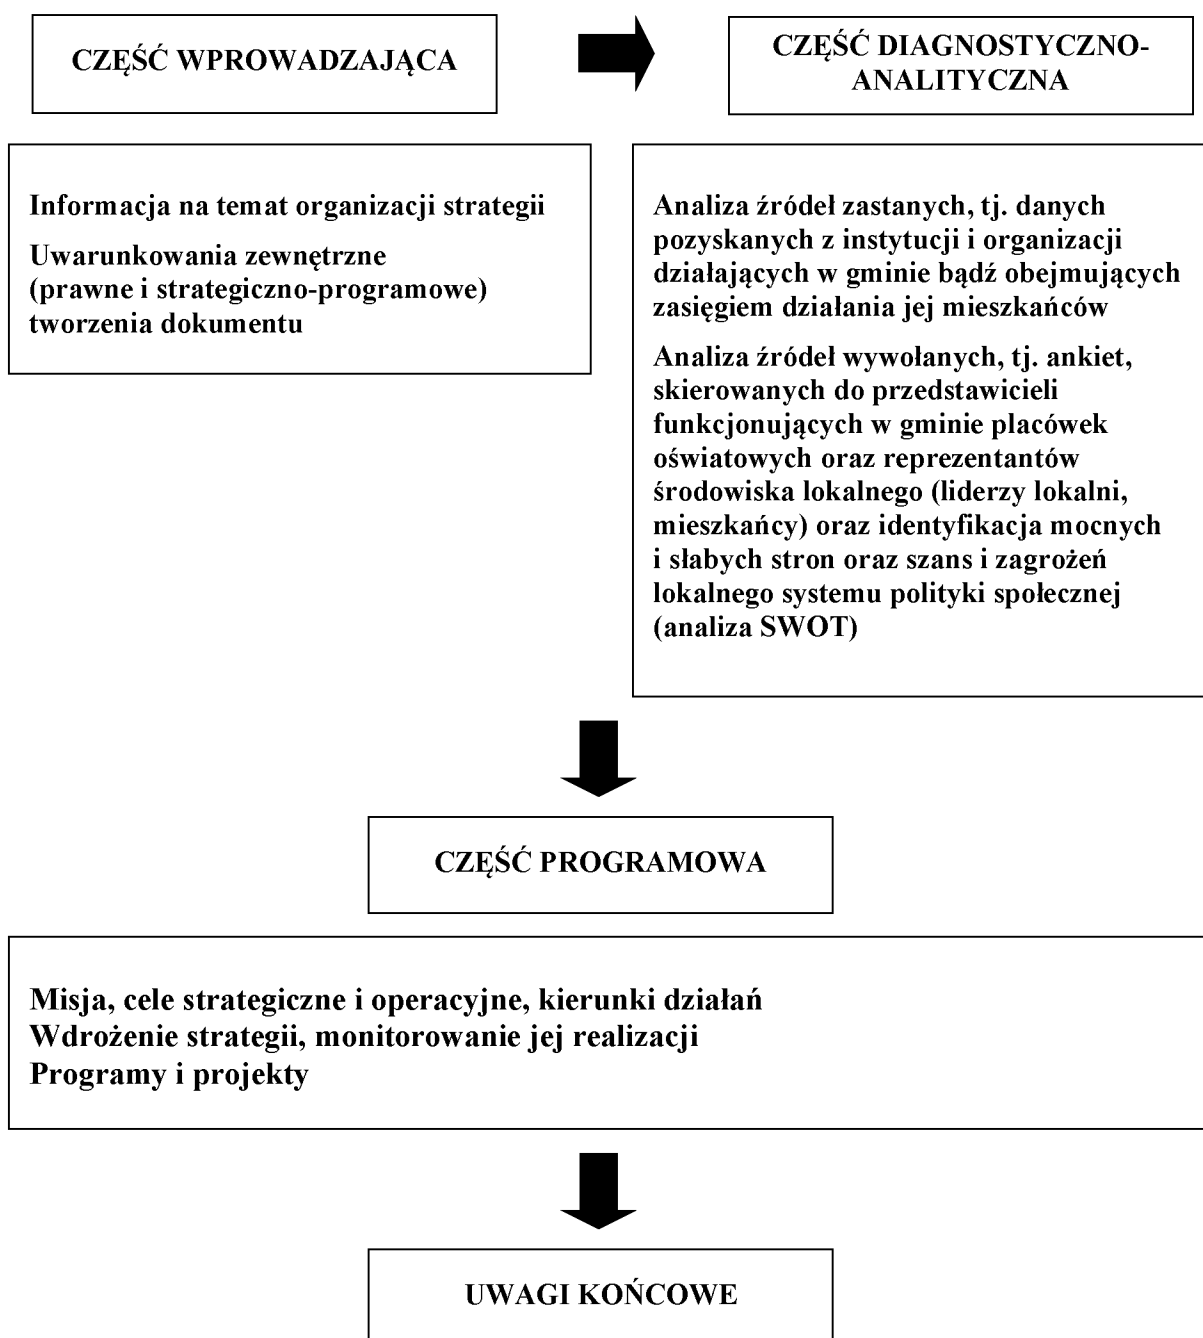 CZĘŚĆ WPROWADZAJĄCA
CZĘŚĆ DIAGNOSTYCZNO-
ANALITYCZNA
Informacja na temat organizacji strategii
Uwarunkowania zewnętrzne
(prawne i strategiczno-programowe)
tworzenia dokumentu
Analiza źródeł zastanych, tj. danych
pozyskanych z instytucji i organizacji
działających w gminie bądź obejmujących
zasięgiem działania jej mieszkańców
Analiza źródeł wywołanych, tj. ankiet,
skierowanych do przedstawicieli
funkcjonujących w gminie placówek
oświatowych oraz reprezentantów
środowiska lokalnego (liderzy lokalni,
mieszkańcy) oraz identyfikacja mocnych
i słabych stron oraz szans i zagrożeń
lokalnego systemu polityki społecznej
(analiza SWOT)
CZĘŚĆ PROGRAMOWA
Misja, cele strategiczne i operacyjne, kierunki działań
Wdrożenie strategii, monitorowanie jej realizacji
Programy i projekty
UWAGI KOŃCOWE